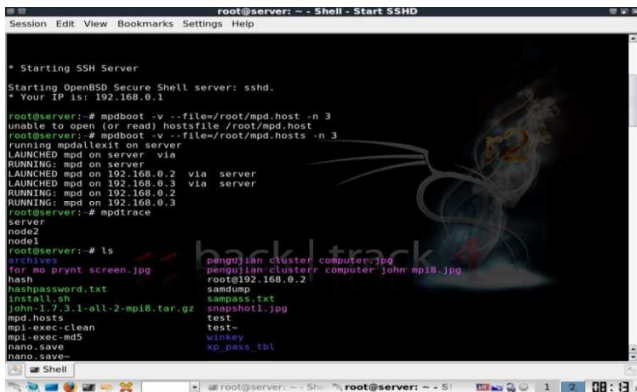 root@server: ~ - Shell - Start SSHD
Session Edit View Bookmarks Settings Help
* Starting SSH Server
Starting OpenBSD Secure Shell server: sshd.
* Your IP is: 192.168.0.1
root@server:~# mpdboot -v --file=/root/mpd.host -n 3
unable to open (or read) hostsfile /root/mpd.host
root@server:~# mpdboot -v --file=/root/mpd.hosts -n 3
running mpdallexit on server
LAUNCHED mpd on server via
RUNNING: mpd on server
LAUNCHED mpd on 192.168.0.2 via server
LAUNCHED mpd on 192.168.0.3 via server
RUNNING: mpd on 192.168.0.2
RUNNING: mpd on 192.168.0.3
root@server:~# mpdtrace
server
node2
node1
root@server:~# ls
archives pengujian cluster computer.jpg
for mo prynt screen.jpg pengujian clusterr computer john mpi8.jpg
hash root@192.168.0.2
hashpassword.txt samdump
install.sh sampass.txt
john-1.7.3.1-all-2-mpi8.tar.gz snapshot1.jpg
mpd.hosts test
mpi-exec-clean test~
mpi-exec-md5 winkey
nano.save xp_pass_tbl
nano.save~
<< back | track 4
r2
Shell
root@server: ~ - She root@server: ~ - S 1 2